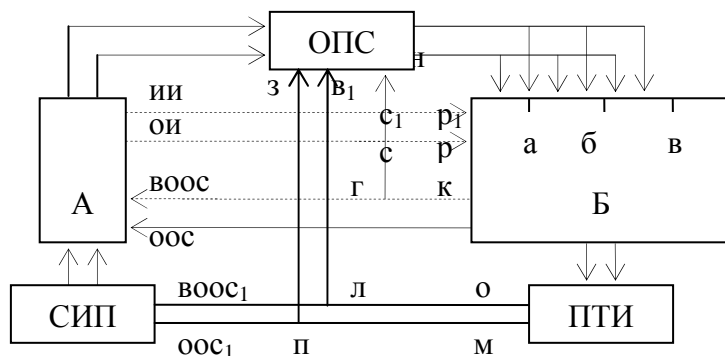 ОПС
н
з в₁
ии с₁ р₁
ои с р а б в
воос г к
А Б
оос
воос₁ л о
СИП ПТИ
оос₁ п м